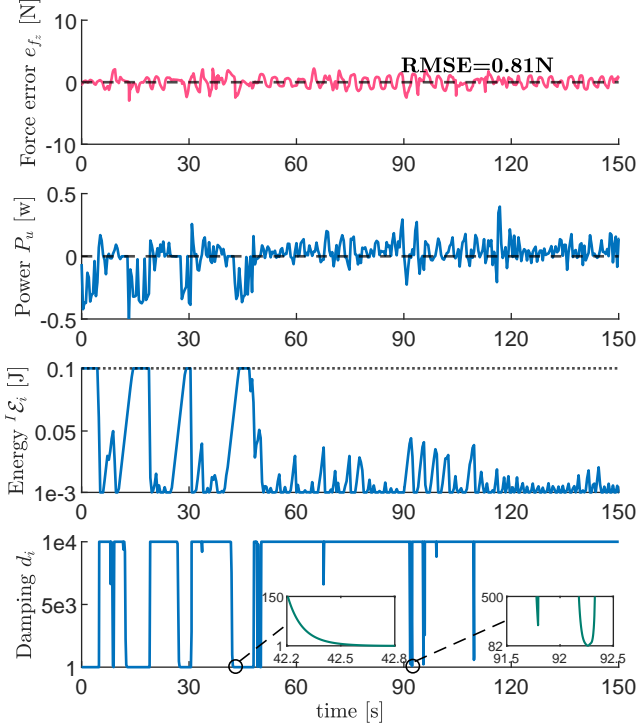 10
0
-10
Force error e_{f_z} [N]
RMSE=0.81N
0 30 60 90 120 150
0.5
0
-0.5
Power P_u [w]
0 30 60 90 120 150
0.1
0.05
1e-3
Energy ^I ℰ_i [J]
0 30 60 90 120 150
1e4
5e3
1
Damping d_i
150
1
42.2 42.5 42.8
500
82
91.5 92 92.5
0 30 60 90 120 150
time [s]